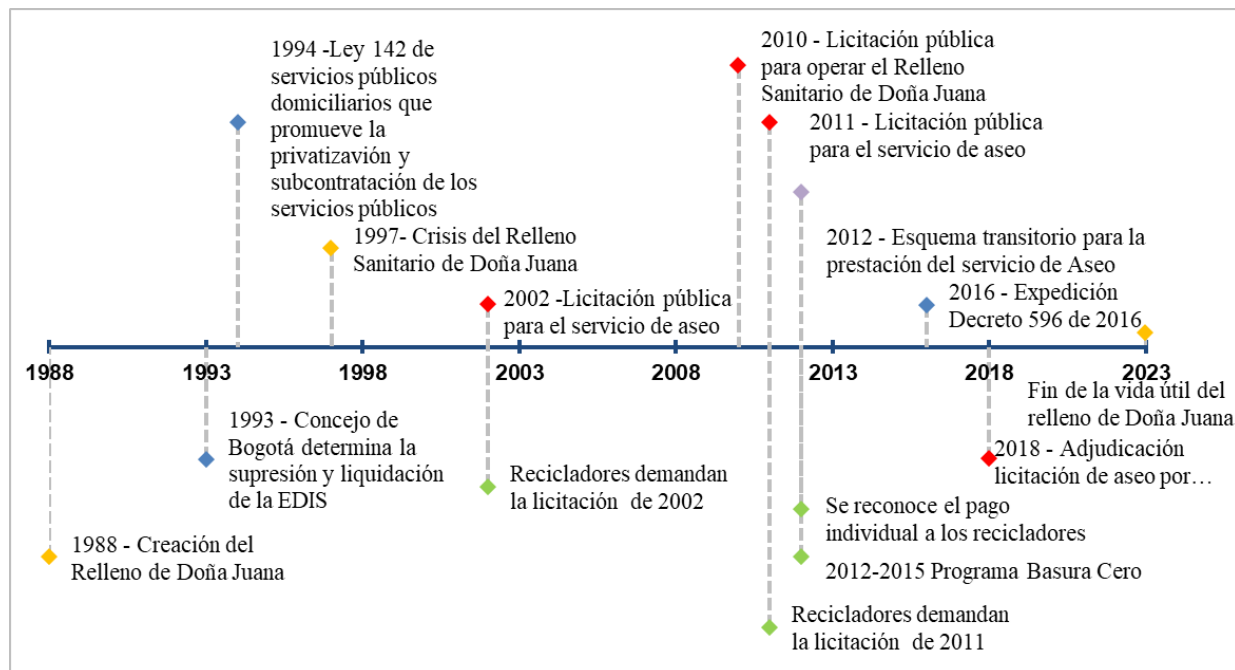 1994 -Ley 142 de
servicios públicos
domiciliarios que
promueve la
privatizavión y
subcontratación de los
servicios públicos
1997- Crisis del Relleno
Sanitario de Doña Juana
2002 -Licitación pública
para el servicio de aseo
2010 - Licitación pública
para operar el Relleno
Sanitario de Doña Juana
2011 - Licitación pública
para el servicio de aseo
2012 - Esquema transitorio para la
prestación del servicio de Aseo
2016 - Expedición
Decreto 596 de 2016
1988 1993 1998 2003 2008 2013 2018 2023
1993 - Concejo de
Bogotá determina la
supresión y liquidación
de la EDIS
1988 - Creación del
Relleno de Doña Juana
Recicladores demandan
la licitación de 2002
Fin de la vida útil del
relleno de Doña Juana
2018 - Adjudicación
licitación de aseo por…
Se reconoce el pago
individual a los recicladores
2012-2015 Programa Basura Cero
Recicladores demandan
la licitación de 2011